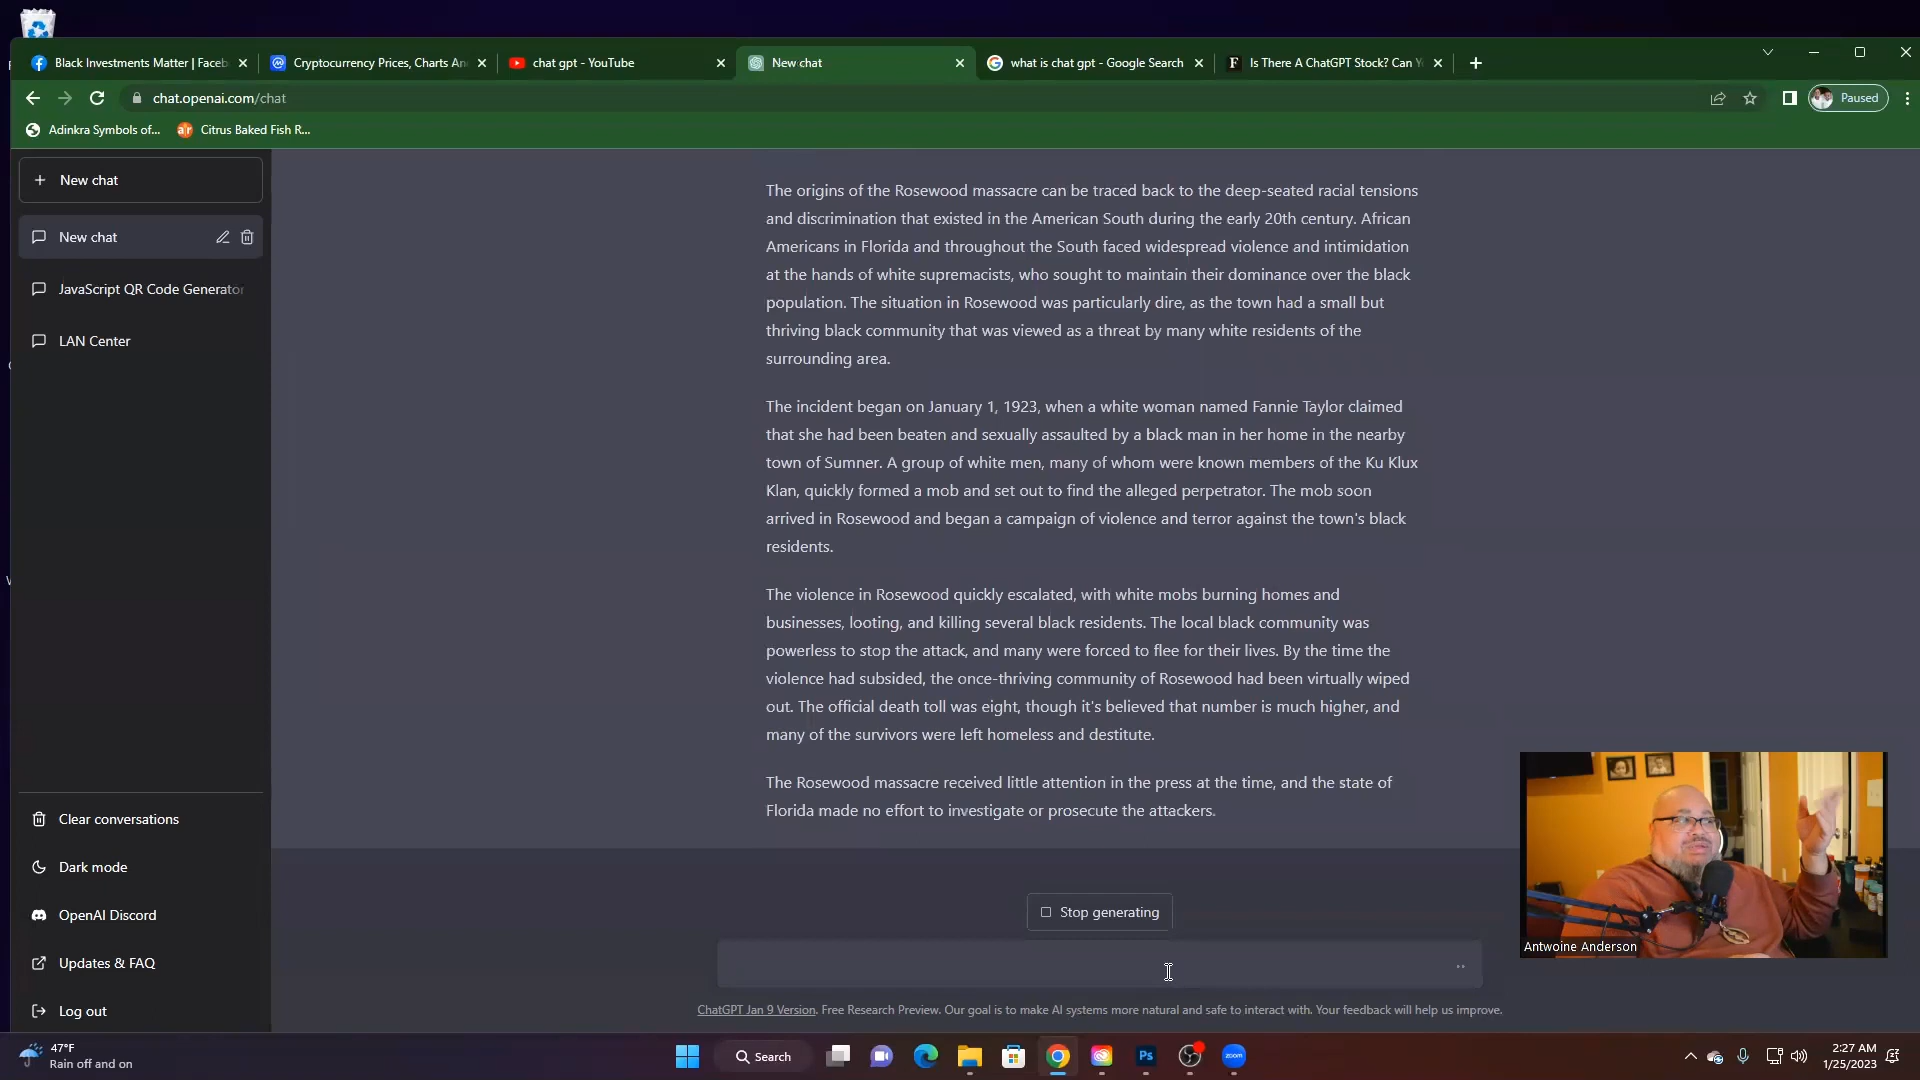 Black Investments Matter | Faceb
Cryptocurrency Prices, Charts An
chat gpt - YouTube
New chat
what is chat gpt - Google Search
Is There A ChatGPT Stock? Can Y
chat.openai.com/chat
Paused
Adinkra Symbols of...
Citrus Baked Fish R...
New chat
New chat
JavaScript QR Code Generator
LAN Center
The origins of the Rosewood massacre can be traced back to the deep-seated racial tensions
and discrimination that existed in the American South during the early 20th century. African
Americans in Florida and throughout the South faced widespread violence and intimidation
at the hands of white supremacists, who sought to maintain their dominance over the black
population. The situation in Rosewood was particularly dire, as the town had a small but
thriving black community that was viewed as a threat by many white residents of the
surrounding area.
The incident began on January 1, 1923, when a white woman named Fannie Taylor claimed
that she had been beaten and sexually assaulted by a black man in her home in the nearby
town of Sumner. A group of white men, many of whom were known members of the Ku Klux
Klan, quickly formed a mob and set out to find the alleged perpetrator. The mob soon
arrived in Rosewood and began a campaign of violence and terror against the town's black
residents.
The violence in Rosewood quickly escalated, with white mobs burning homes and
businesses, looting, and killing several black residents. The local black community was
powerless to stop the attack, and many were forced to flee for their lives. By the time the
violence had subsided, the once-thriving community of Rosewood had been virtually wiped
out. The official death toll was eight, though it's believed that number is much higher, and
many of the survivors were left homeless and destitute.
The Rosewood massacre received little attention in the press at the time, and the state of
Florida made no effort to investigate or prosecute the attackers.
Clear conversations
Dark mode
OpenAI Discord
Updates & FAQ
Log out
Stop generating
ChatGPT Jan 9 Version. Free Research Preview. Our goal is to make AI systems more natural and safe to interact with. Your feedback will help us improve.
Antwoine Anderson
47°F
Rain off and on
Search
Ps
zoom
2:27 AM
1/25/2023